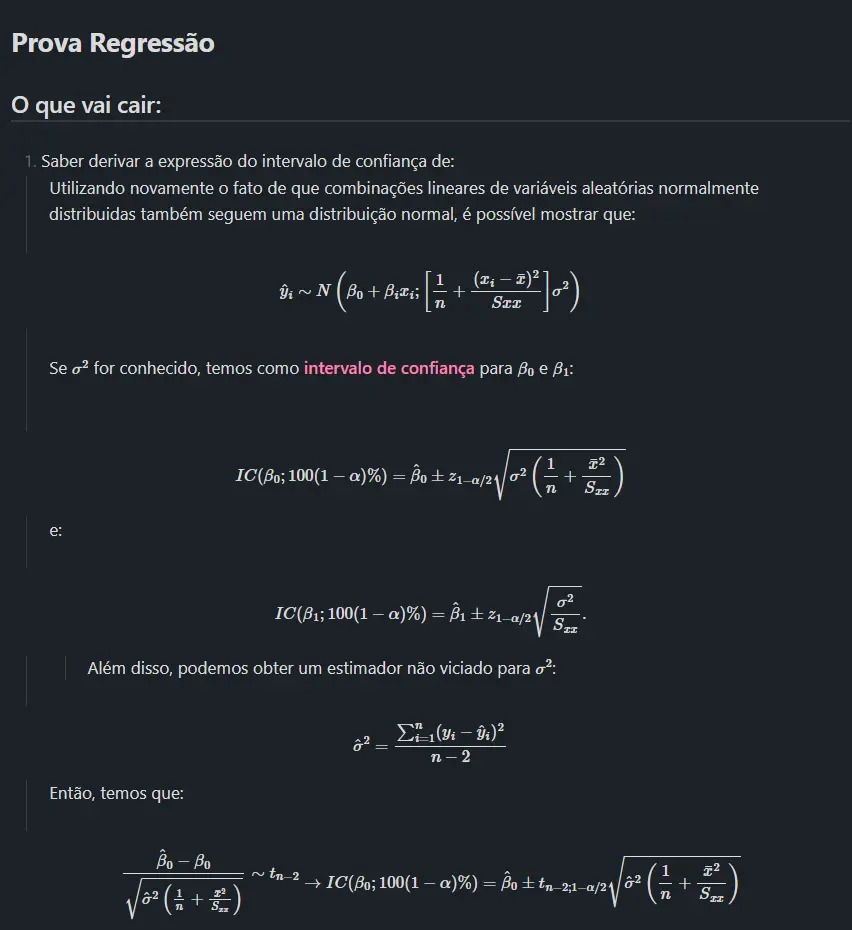 Prova Regressão
O que vai cair:
1. Saber derivar a expressão do intervalo de confiança de:
Utilizando novamente o fato de que combinações lineares de variáveis aleatórias normalmente
distribuidas também seguem uma distribuição normal, é possível mostrar que:
$\hat{y}_i \sim N\left(\beta_0 + \beta_i x_i; \left[\frac{1}{n} + \frac{(x_i - \bar{x})^2}{Sxx}\right]\sigma^2\right)$
Se $\sigma^2$ for conhecido, temos como intervalo de confiança para $\beta_0$ e $\beta_1$:
$IC(\beta_0; 100(1-\alpha)\%) = \hat{\beta}_0 \pm z_{1-\alpha/2}\sqrt{\sigma^2\left(\frac{1}{n} + \frac{\bar{x}^2}{S_{xx}}\right)}$
e:
$IC(\beta_1; 100(1-\alpha)\%) = \hat{\beta}_1 \pm z_{1-\alpha/2}\sqrt{\frac{\sigma^2}{S_{xx}}}.$
Além disso, podemos obter um estimador não viciado para $\sigma^2$:
$\hat{\sigma}^2 = \frac{\sum_{i=1}^{n}(y_i - \hat{y}_i)^2}{n-2}$
Então, temos que:
$\frac{\hat{\beta}_0 - \beta_0}{\sqrt{\hat{\sigma}^2\left(\frac{1}{n} + \frac{\bar{x}^2}{S_{xx}}\right)}} \sim t_{n-2} \rightarrow IC(\beta_0; 100(1-\alpha)\%) = \hat{\beta}_0 \pm t_{n-2;1-\alpha/2}\sqrt{\hat{\sigma}^2\left(\frac{1}{n} + \frac{\bar{x}^2}{S_{xx}}\right)}$